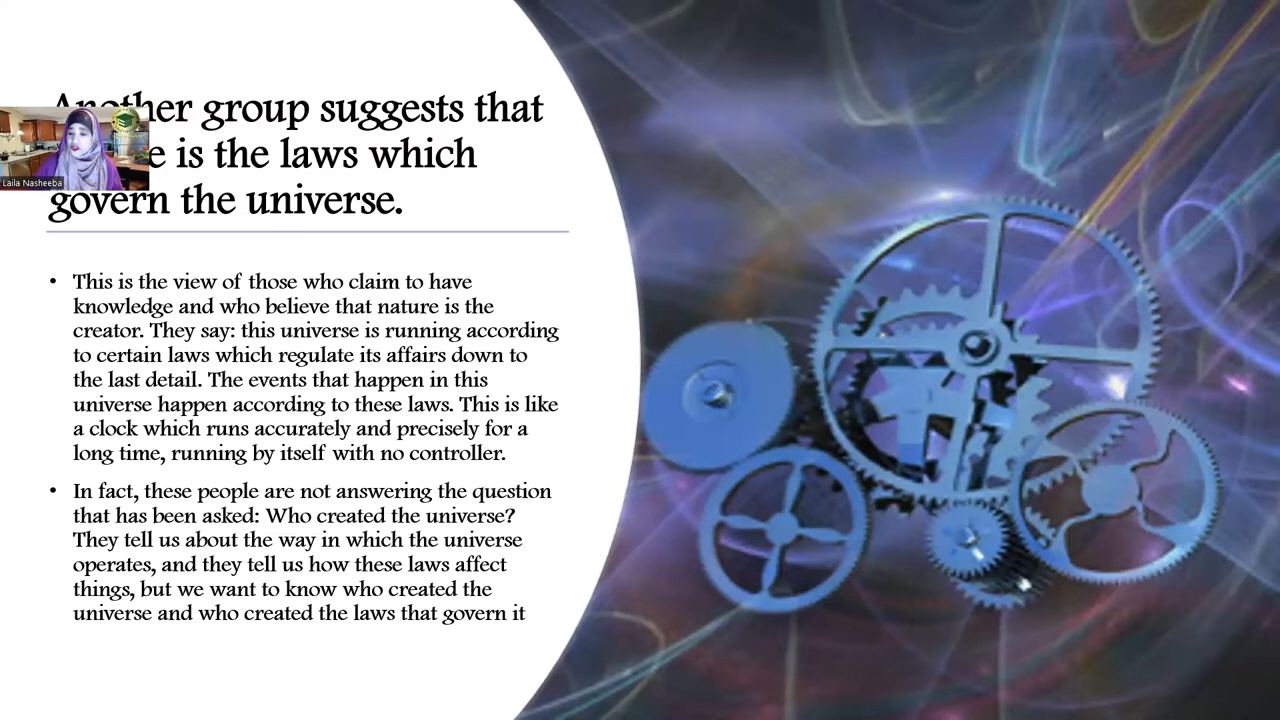 Another group suggests that
is the laws which
govern the universe.
Laila Nasheeba
• This is the view of those who claim to have
knowledge and who believe that nature is the
creator. They say: this universe is running according
to certain laws which regulate its affairs down to
the last detail. The events that happen in this
universe happen according to these laws. This is like
a clock which runs accurately and precisely for a
long time, running by itself with no controller.
• In fact, these people are not answering the question
that has been asked: Who created the universe?
They tell us about the way in which the universe
operates, and they tell us how these laws affect
things, but we want to know who created the
universe and who created the laws that govern it